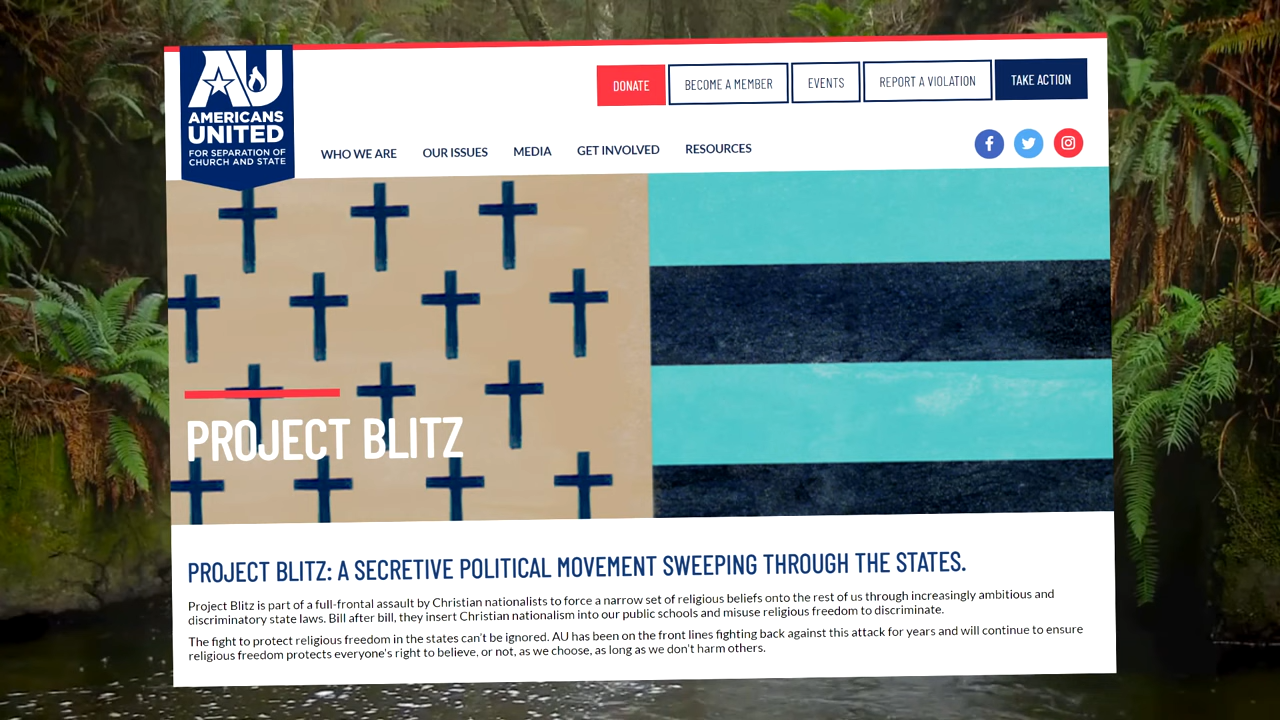 AU
AMERICANS
UNITED
FOR SEPARATION OF
CHURCH AND STATE
DONATE
BECOME A MEMBER
EVENTS
REPORT A VIOLATION
TAKE ACTION
WHO WE ARE
OUR ISSUES
MEDIA
GET INVOLVED
RESOURCES
PROJECT BLITZ
PROJECT BLITZ: A SECRETIVE POLITICAL MOVEMENT SWEEPING THROUGH THE STATES.
Project Blitz is part of a full-frontal assault by Christian nationalists to force a narrow set of religious beliefs onto the rest of us through increasingly ambitious and
discriminatory state laws. Bill after bill, they insert Christian nationalism into our public schools and misuse religious freedom to discriminate.
The fight to protect religious freedom in the states can't be ignored. AU has been on the front lines fighting back against this attack for years and will continue to ensure
religious freedom protects everyone's right to believe, or not, as we choose, as long as we don't harm others.